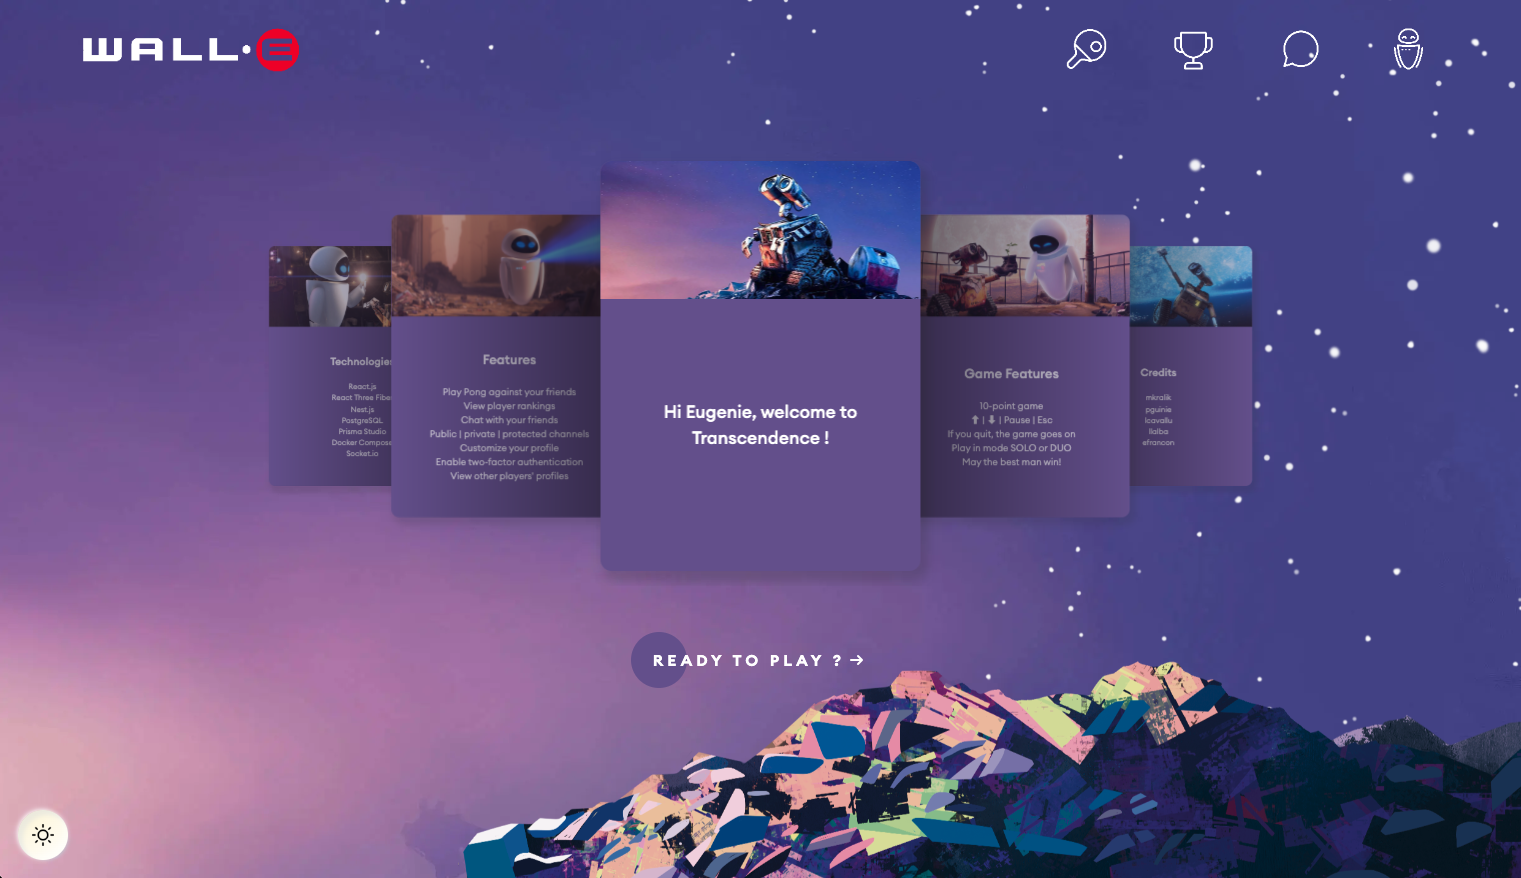 WALL•E
Technologies
React.js
React Three Fiber
Nest.js
PostgreSQL
Prisma Studio
Docker Compose
Socket.io
Features
Play Pong against your friends
View player rankings
Chat with your friends
Public | private | protected channels
Customize your profile
Enable two-factor authentication
View other players' profiles
Hi Eugenie, welcome to
Transcendence !
Game Features
10-point game
⬆ | ⬇ | Pause | Esc
If you quit, the game goes on
Play in mode SOLO or DUO
May the best man win!
Credits
mkralik
pguinie
lcavallu
llalba
efrancon
READY TO PLAY ? →